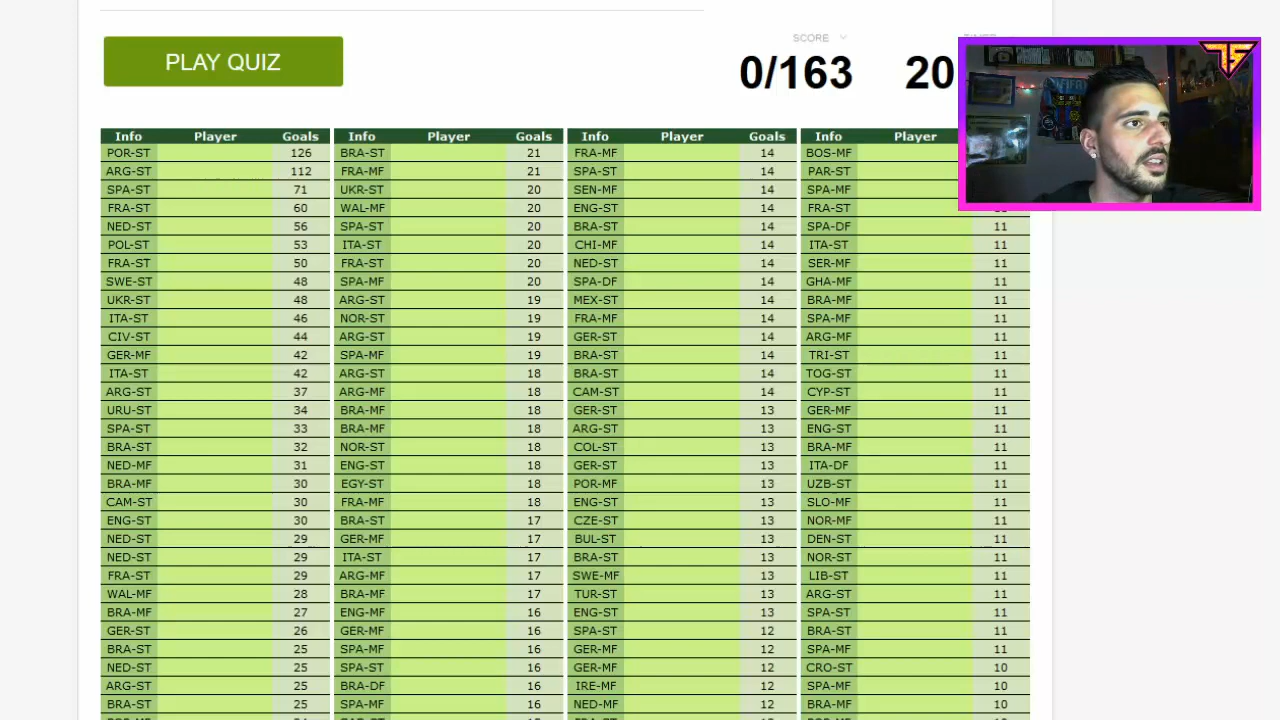 PLAY QUIZ
SCORE
0/163 20
Info Player Goals Info Player Goals Info Player Goals Info Player
POR-ST 126 BRA-ST 21 FRA-MF 14 BOS-MF
ARG-ST 112 FRA-MF 21 SPA-ST 14 PAR-ST
SPA-ST 71 UKR-ST 20 SEN-MF 14 SPA-MF
FRA-ST 60 WAL-MF 20 ENG-ST 14 FRA-ST
NED-ST 56 SPA-ST 20 BRA-ST 14 SPA-DF 11
POL-ST 53 ITA-ST 20 CHI-MF 14 ITA-ST 11
FRA-ST 50 FRA-ST 20 NED-ST 14 SER-MF 11
SWE-ST 48 SPA-MF 20 SPA-DF 14 GHA-MF 11
UKR-ST 48 ARG-ST 19 MEX-ST 14 BRA-MF 11
ITA-ST 46 NOR-ST 19 FRA-MF 14 SPA-MF 11
CIV-ST 44 ARG-ST 19 GER-ST 14 ARG-MF 11
GER-MF 42 SPA-MF 19 BRA-ST 14 TRI-ST 11
ITA-ST 42 ARG-ST 18 BRA-ST 14 TOG-ST 11
ARG-ST 37 ARG-MF 18 CAM-ST 14 CYP-ST 11
URU-ST 34 BRA-MF 18 GER-ST 13 GER-MF 11
SPA-ST 33 BRA-MF 18 ARG-ST 13 ENG-ST 11
BRA-ST 32 NOR-ST 18 COL-ST 13 BRA-MF 11
NED-MF 31 ENG-ST 18 GER-ST 13 ITA-DF 11
BRA-MF 30 EGY-ST 18 POR-MF 13 UZB-ST 11
CAM-ST 30 FRA-MF 18 ENG-ST 13 SLO-MF 11
ENG-ST 30 BRA-ST 17 CZE-ST 13 NOR-MF 11
NED-ST 29 GER-MF 17 BUL-ST 13 DEN-ST 11
NED-ST 29 ITA-ST 17 BRA-ST 13 NOR-ST 11
FRA-ST 29 ARG-MF 17 SWE-MF 13 LIB-ST 11
WAL-MF 28 BRA-MF 17 TUR-ST 13 ARG-ST 11
BRA-MF 27 ENG-MF 16 ENG-ST 13 SPA-ST 11
GER-ST 26 GER-MF 16 SPA-ST 12 BRA-ST 11
BRA-ST 25 SPA-MF 16 GER-MF 12 SPA-MF 11
NED-ST 25 SPA-ST 16 GER-MF 12 CRO-ST 10
ARG-ST 25 BRA-DF 16 IRE-MF 12 SPA-MF 10
BRA-ST 25 SPA-MF 16 NED-MF 12 BRA-MF 10